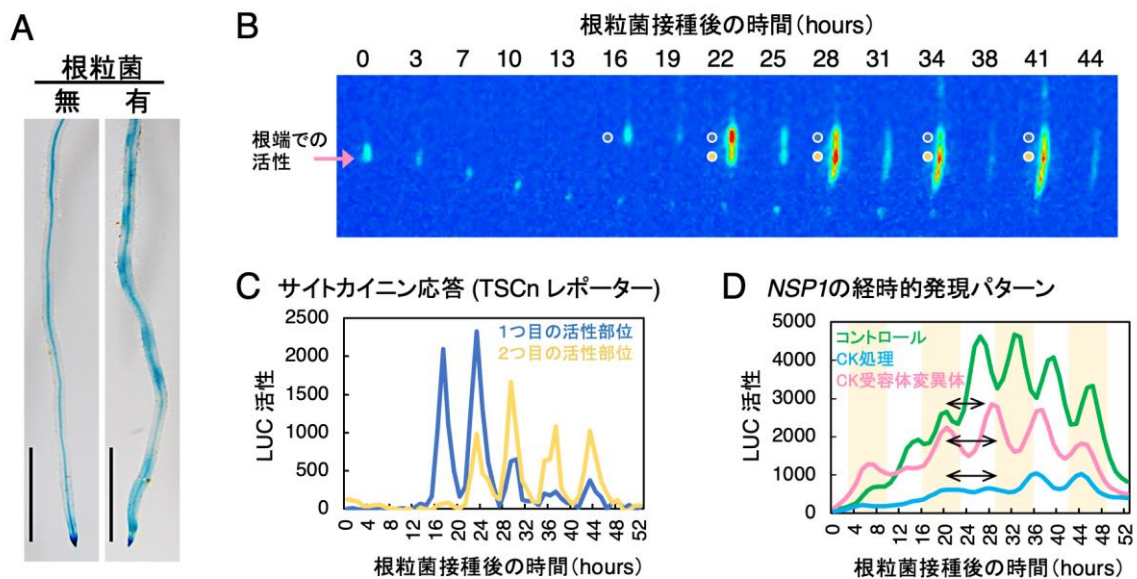 A
根粒菌
無 有
B
根粒菌接種後の時間（hours）
0 3 7 10 13 16 19 22 25 28 31 34 38 41 44
根端での
活性
C サイトカイニン応答 (TSCn レポーター)
2500
2000
1500
1000
500
0
LUC 活性
1つ目の活性部位
2つ目の活性部位
0 4 8 12 16 20 24 28 32 36 40 44 48 52
根粒菌接種後の時間（hours）
D NSP1の経時的発現パターン
5000
4000
3000
2000
1000
0
LUC 活性
コントロール
CK処理
CK受容体変異体
0 4 8 12 16 20 24 28 32 36 40 44 48 52
根粒菌接種後の時間（hours）